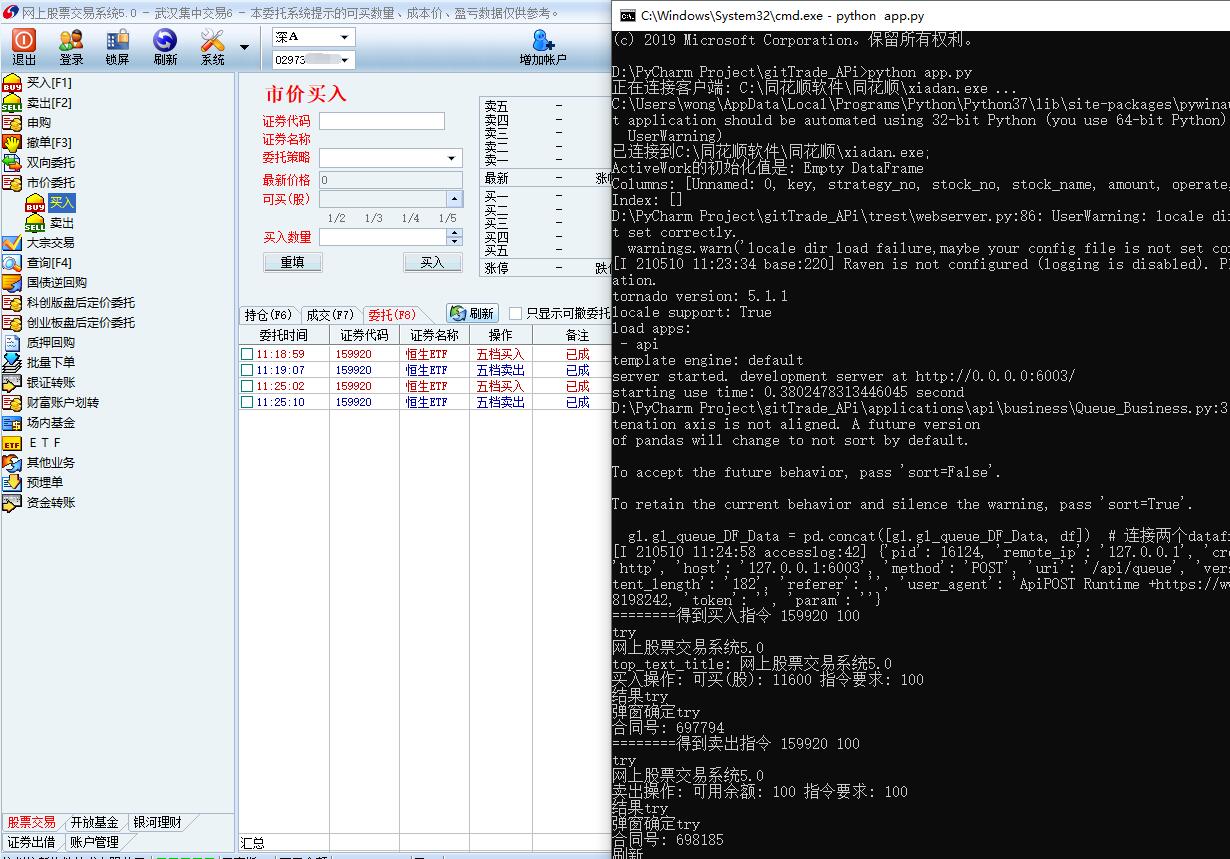 网上股票交易系统5.0 - 武汉集中交易6 - 本委托系统提示的可买数量、成本价、盈亏数据仅供参考。
退出 登录 锁屏 刷新 系统
深A
02973
增加帐户
买入[F1]
卖出[F2]
申购
撤单[F3]
双向委托
市价委托
买入
卖出
大宗交易
查询[F4]
国债逆回购
科创版盘后定价委托
创业板盘后定价委托
质押回购
批量下单
银证转账
财富账户划转
场内基金
ETF
其他业务
预埋单
资金转账
股票交易 开放基金 银河理财
证券出借 账户管理
市价买入
证券代码
证券名称
委托策略
最新价格 0
可买(股)
1/2 1/3 1/4 1/5
买入数量
重填 买入
卖五 -
卖四 -
卖三 -
卖二 -
卖一 -
最新 - 涨
买一 -
买二 -
买三 -
买四 -
买五 -
涨停 - 跌
持仓(F6) 成交(F7) 委托(F8) 刷新 只显示可撤委托
委托时间 证券代码 证券名称 操作 备注
11:18:59 159920 恒生ETF 五档买入 已成
11:19:07 159920 恒生ETF 五档卖出 已成
11:25:02 159920 恒生ETF 五档买入 已成
11:25:10 159920 恒生ETF 五档卖出 已成
汇总
C:\Windows\System32\cmd.exe - python app.py
(c) 2019 Microsoft Corporation。保留所有权利。
D:\PyCharm Project\gitTrade_APi>python app.py
正在连接客户端: C:\同花顺软件\同花顺\xiadan.exe ...
C:\Users\wong\AppData\Local\Programs\Python\Python37\lib\site-packages\pywina
t application should be automated using 32-bit Python (you use 64-bit Python)
UserWarning)
已连接到C:\同花顺软件\同花顺\xiadan.exe;
ActiveWork的初始化值是: Empty DataFrame
Columns: [Unnamed: 0, key, strategy_no, stock_no, stock_name, amount, operate,
Index: []
D:\PyCharm Project\gitTrade_APi\trest\webserver.py:86: UserWarning: locale dir
t set correctly.
warnings.warn('locale dir load failure,maybe your config file is not set co
[I 210510 11:23:34 base:220] Raven is not configured (logging is disabled). P
ation.
tornado version: 5.1.1
locale support: True
load apps:
- api
template engine: default
server started. development server at http://0.0.0.0:6003/
starting use time: 0.3802478313446045 second
D:\PyCharm Project\gitTrade_APi\applications\api\business\Queue_Business.py:3
tenation axis is not aligned. A future version
of pandas will change to not sort by default.
To accept the future behavior, pass 'sort=False'.
To retain the current behavior and silence the warning, pass 'sort=True'.
gl.gl_queue_DF_Data = pd.concat([gl.gl_queue_DF_Data, df]) # 连接两个datafr
[I 210510 11:24:58 accesslog:42] {'pid': 16124, 'remote_ip': '127.0.0.1', 'cre
'http', 'host': '127.0.0.1:6003', 'method': 'POST', 'uri': '/api/queue', 'vers
tent_length': '182', 'referer': '', 'user_agent': 'ApiPOST Runtime +https://ww
8198242, 'token': '', 'param': ''}
========得到买入指令 159920 100
try
网上股票交易系统5.0
top_text_title: 网上股票交易系统5.0
买入操作: 可买(股): 11600 指令要求: 100
结果try
弹窗确定try
合同号: 697794
========得到卖出指令 159920 100
try
网上股票交易系统5.0
卖出操作: 可用余额: 100 指令要求: 100
结果try
弹窗确定try
合同号: 698185
刷新